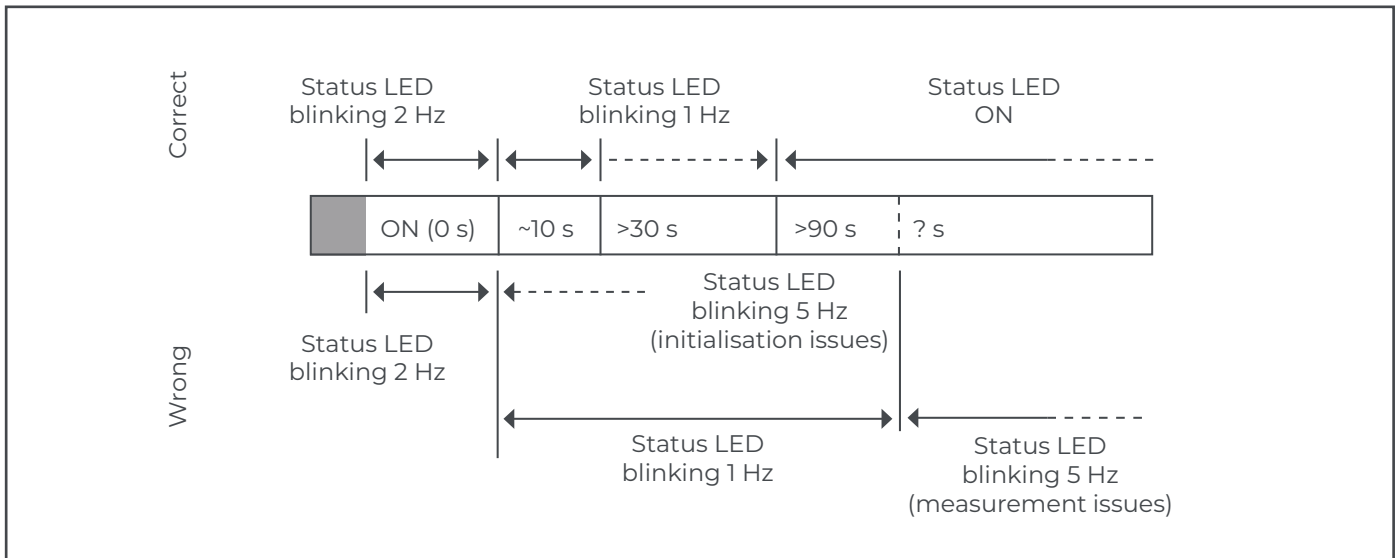 Correct
Status LED
blinking 2 Hz
Status LED
blinking 1 Hz
Status LED
ON
ON (0 s)
~10 s
>30 s
>90 s
? s
Wrong
Status LED
blinking 2 Hz
Status LED
blinking 5 Hz
(initialisation issues)
Status LED
blinking 1 Hz
Status LED
blinking 5 Hz
(measurement issues)